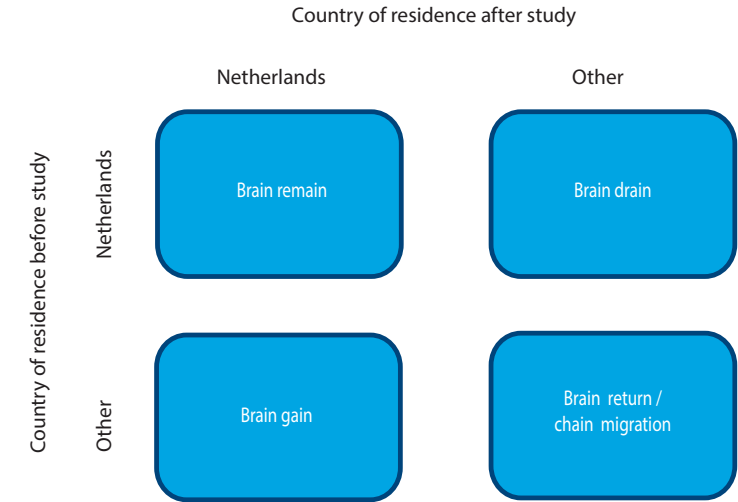 Country of residence after study
Netherlands
Other
Country of residence before study
Netherlands
Brain remain
Brain drain
Other
Brain gain
Brain return /
chain migration